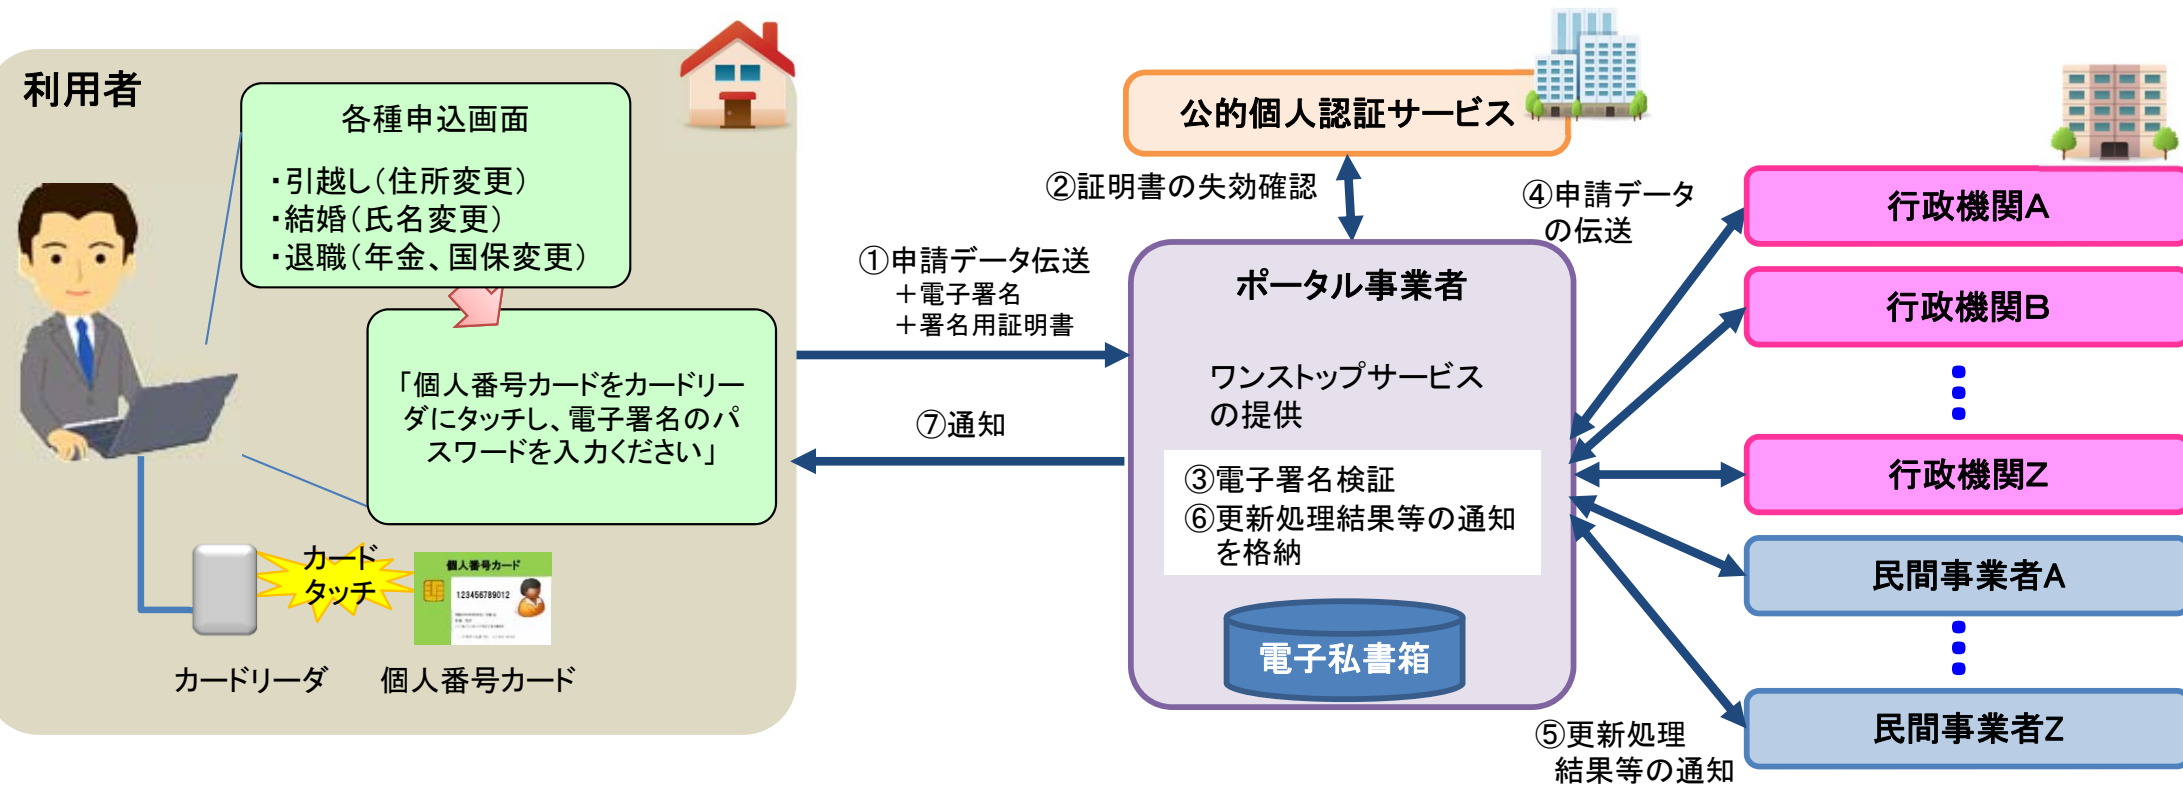 利用者
各種申込画面
・引越し（住所変更）
・結婚（氏名変更）
・退職（年金、国保変更）
「個人番号カードをカードリー
ダにタッチし、電子署名のパ
スワードを入力ください」
カード
タッチ
個人番号カード
123456789012
カードリーダ
個人番号カード
①申請データ伝送
＋電子署名
＋署名用証明書
⑦通知
公的個人認証サービス
②証明書の失効確認
ポータル事業者
ワンストップサービス
の提供
③電子署名検証
⑥更新処理結果等の通知
を格納
電子私書箱
④申請データ
の伝送
⑤更新処理
結果等の通知
行政機関A
行政機関B
行政機関Z
民間事業者A
民間事業者Z